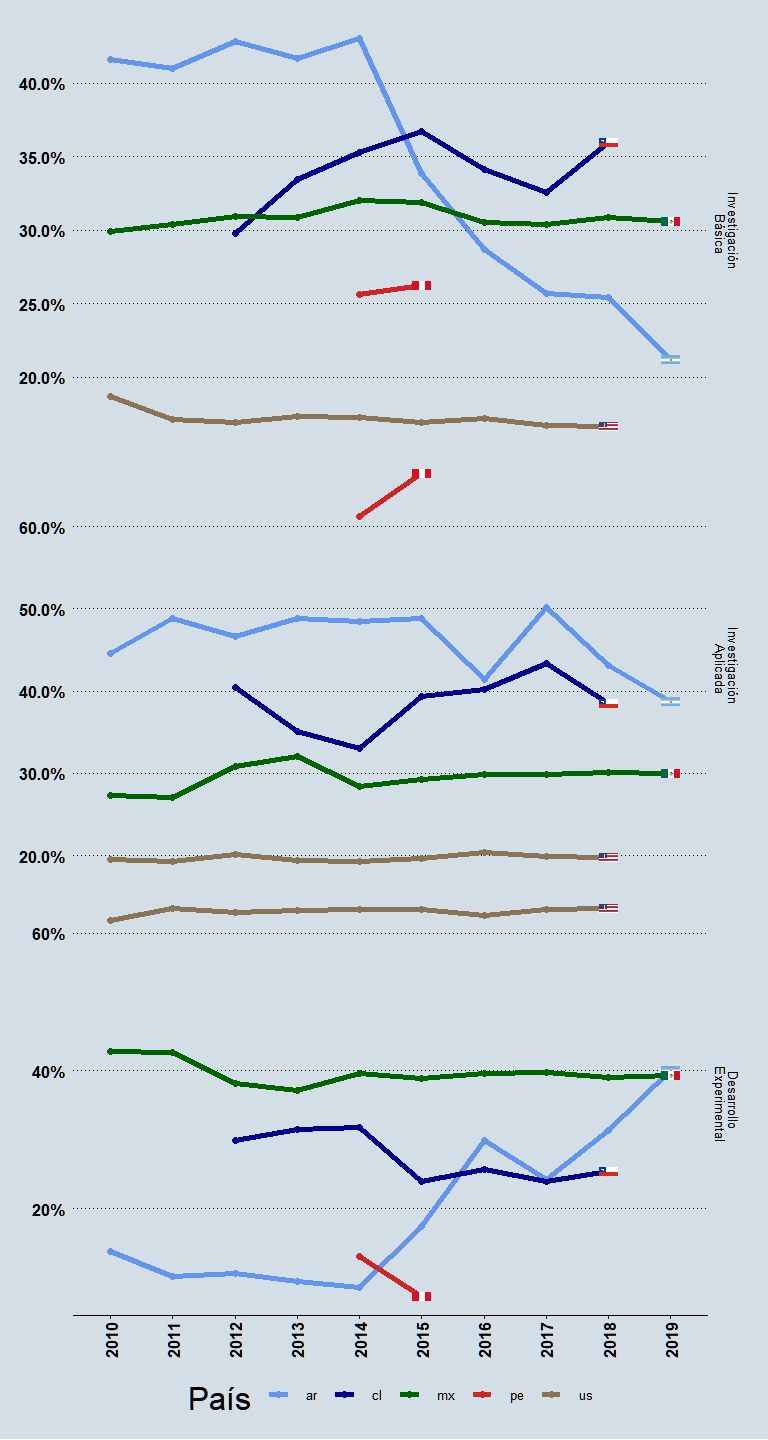 40.0%
35.0%
30.0%
25.0%
20.0%
Investigación
Básica
60.0%
50.0%
40.0%
30.0%
20.0%
Investigación
Aplicada
60%
40%
20%
Desarrollo
Experimental
2010 2011 2012 2013 2014 2015 2016 2017 2018 2019
País ar cl mx pe us